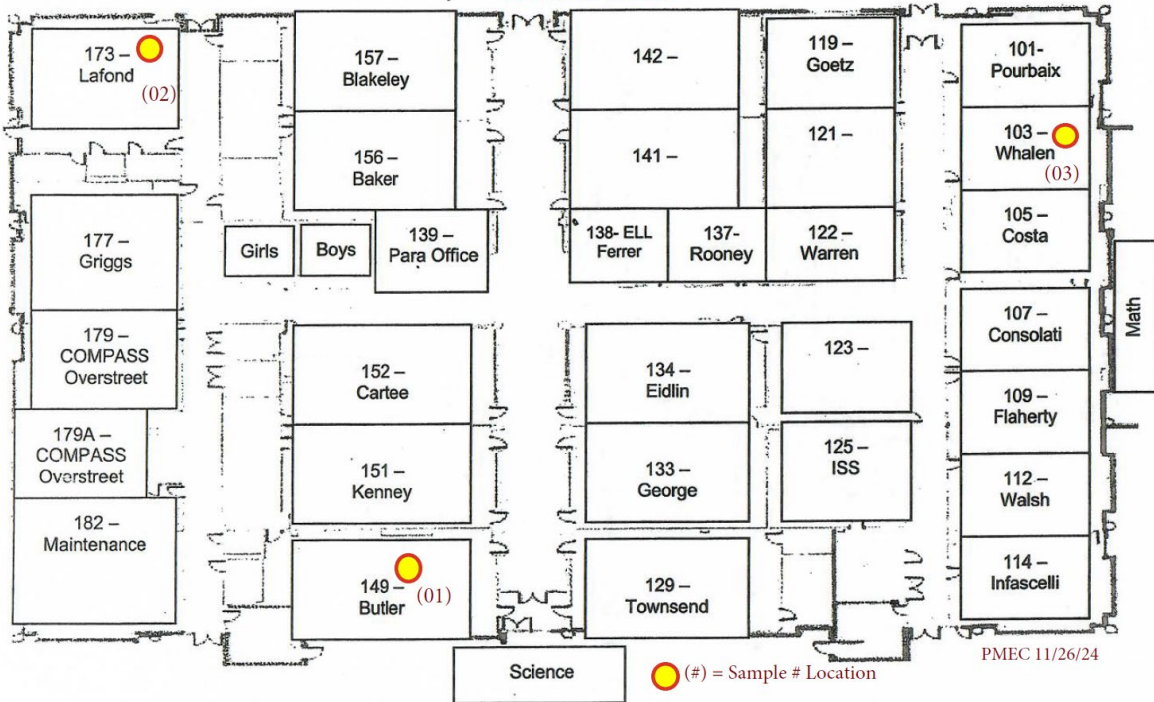 173 –
Lafond
(02)
157 –
Blakeley
142 –
119 –
Goetz
101-
Pourbaix
156 –
Baker
141 –
121 –
103 –
Whalen
(03)
177 –
Griggs
Girls
Boys
139 –
Para Office
138- ELL
Ferrer
137-
Rooney
122 –
Warren
105 –
Costa
179 –
COMPASS
Overstreet
152 –
Cartee
134 –
Eidlin
123 –
107 –
Consolati
Math
179A –
COMPASS
Overstreet
151 –
Kenney
133 –
George
125 –
ISS
109 –
Flaherty
182 –
Maintenance
112 –
Walsh
149 –
Butler
(01)
129 –
Townsend
114 –
Infascelli
Science
(#) = Sample # Location
PMEC 11/26/24